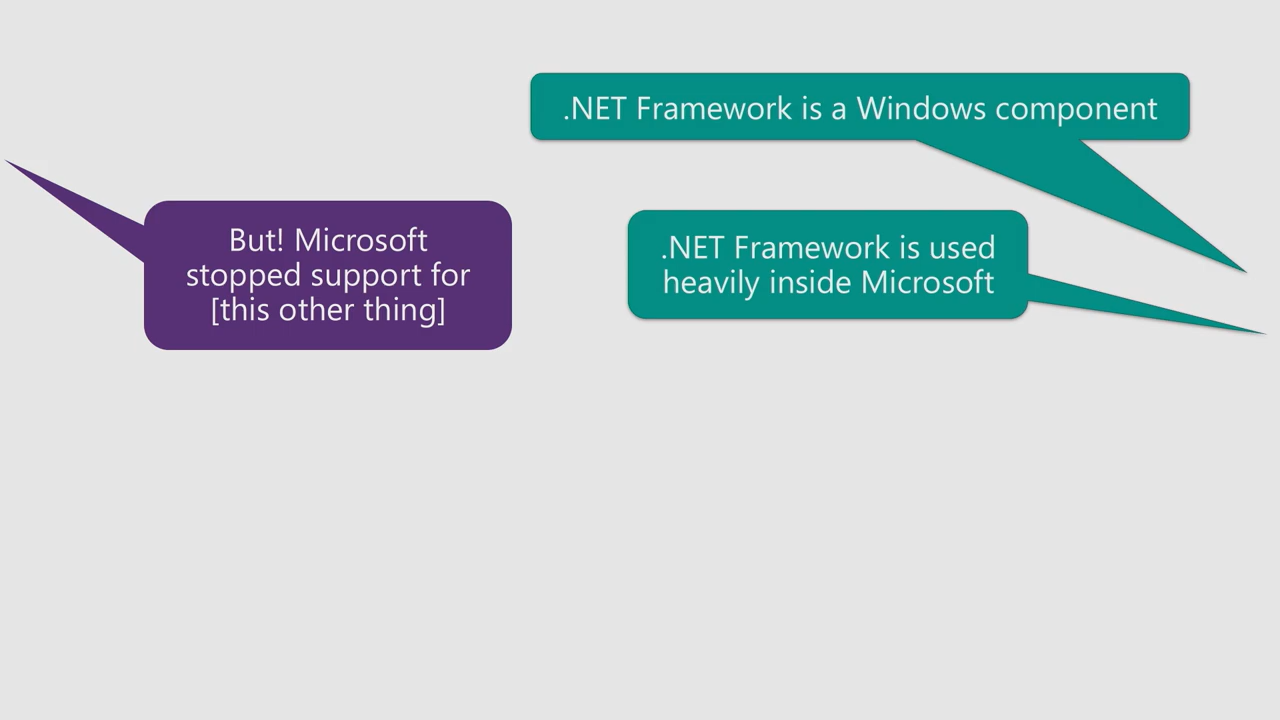 .NET Framework is a Windows component
But! Microsoft
stopped support for
[this other thing]
.NET Framework is used
heavily inside Microsoft